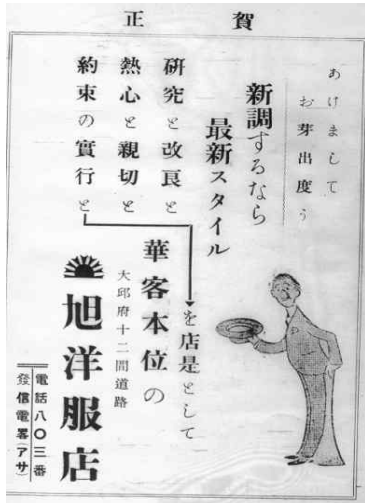 賀正
あけまして
お芽出度う
新調するなら
最新スタイル
研究と改良と
熱心と親切と
約束の實行と
を店是として
華客本位の
大邱府十二間道路
旭洋服店
電話八〇三番
發信電畧(アサ)